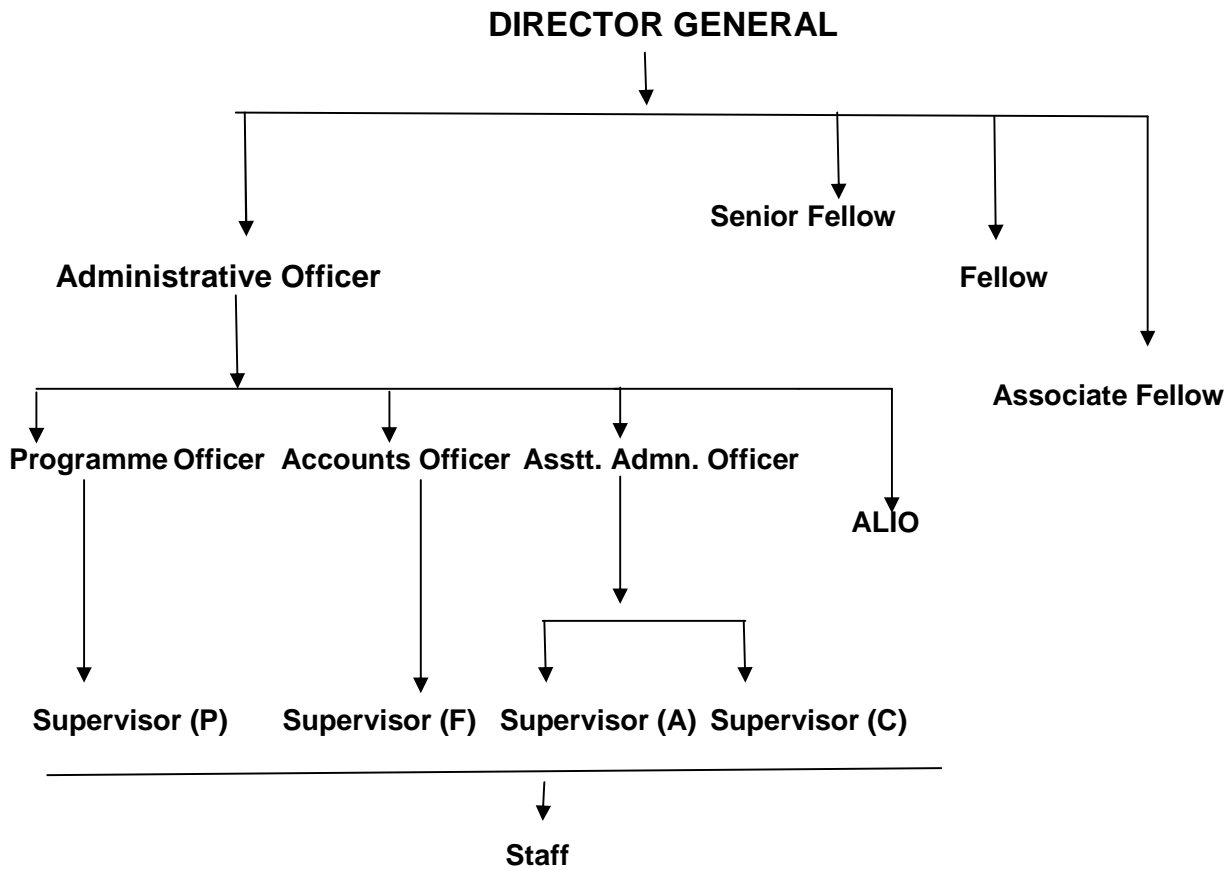 DIRECTOR GENERAL
Senior Fellow
Administrative Officer
Fellow
Associate Fellow
Programme Officer Accounts Officer Asstt. Admn. Officer
ALIO
Supervisor (P) Supervisor (F) Supervisor (A) Supervisor (C)
Staff